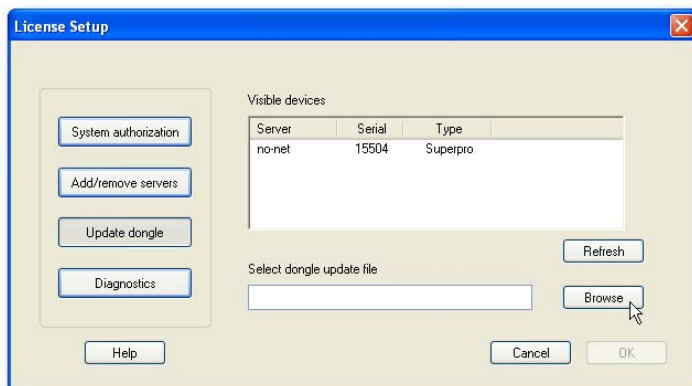 License Setup
System authorization
Add/remove servers
Update dongle
Diagnostics
Visible devices
Server Serial Type
no-net 15504 Superpro
Refresh
Select dongle update file
Browse
Help
Cancel
OK